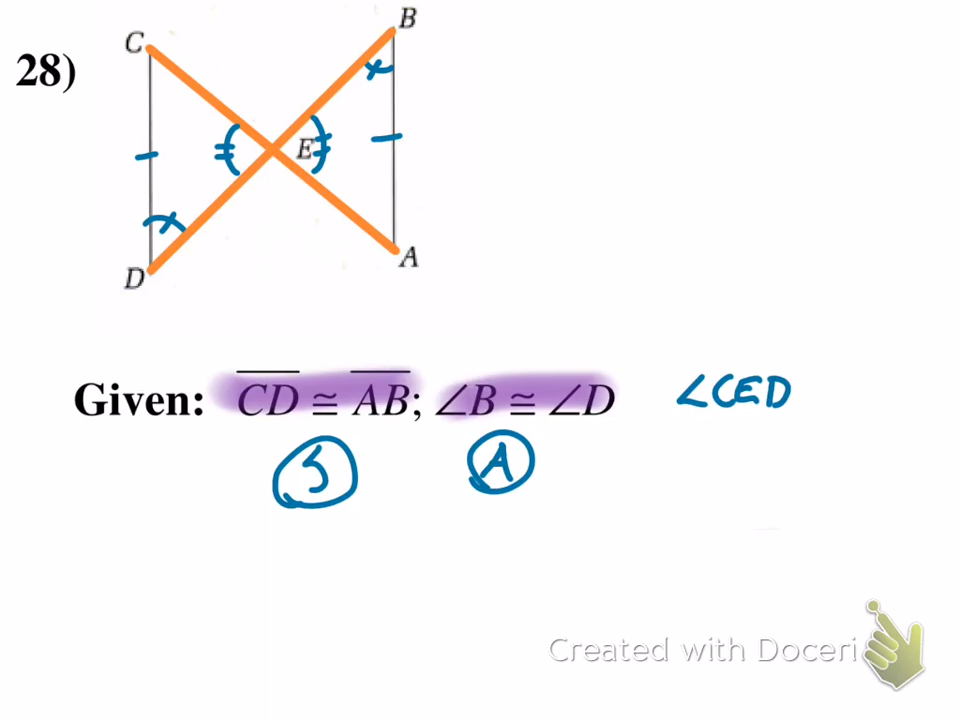 B
C
28)
E
A
D
Given: CD ≅ AB; ∠B ≅ ∠D ∠CED
S A
Created with Doceri